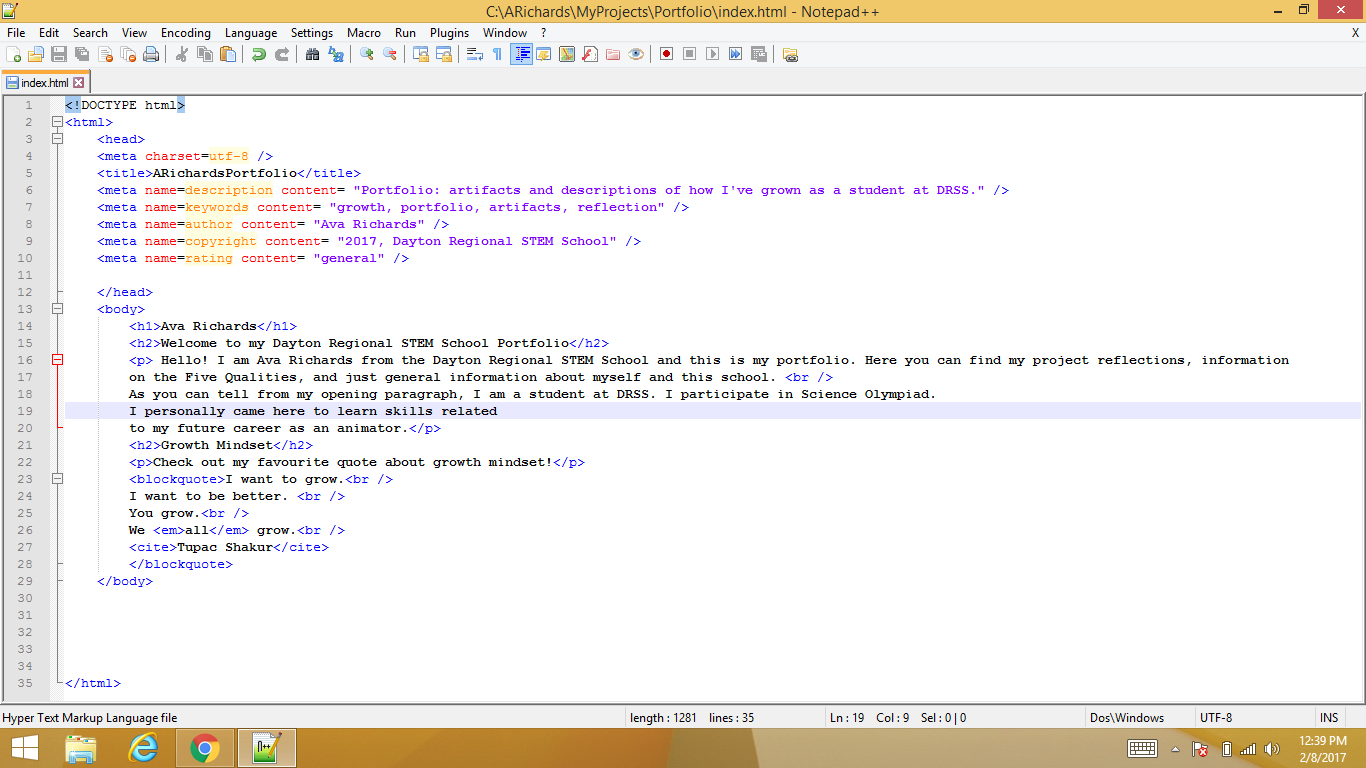 C:\ARichards\MyProjects\Portfolio\index.html - Notepad++
File Edit Search View Encoding Language Settings Macro Run Plugins Window ? X
index.html
1 <!DOCTYPE html>
2 <html>
3 <head>
4 <meta charset=utf-8 />
5 <title>ARichardsPortfolio</title>
6 <meta name=description content= "Portfolio: artifacts and descriptions of how I've grown as a student at DRSS." />
7 <meta name=keywords content= "growth, portfolio, artifacts, reflection" />
8 <meta name=author content= "Ava Richards" />
9 <meta name=copyright content= "2017, Dayton Regional STEM School" />
10 <meta name=rating content= "general" />
11
12 </head>
13 <body>
14 <h1>Ava Richards</h1>
15 <h2>Welcome to my Dayton Regional STEM School Portfolio</h2>
16 <p> Hello! I am Ava Richards from the Dayton Regional STEM School and this is my portfolio. Here you can find my project reflections, information
17 on the Five Qualities, and just general information about myself and this school. <br />
18 As you can tell from my opening paragraph, I am a student at DRSS. I participate in Science Olympiad.
19 I personally came here to learn skills related
20 to my future career as an animator.</p>
21 <h2>Growth Mindset</h2>
22 <p>Check out my favourite quote about growth mindset!</p>
23 <blockquote>I want to grow.<br />
24 I want to be better. <br />
25 You grow.<br />
26 We <em>all</em> grow.<br />
27 <cite>Tupac Shakur</cite>
28 </blockquote>
29 </body>
30
31
32
33
34
35 </html>
Hyper Text Markup Language file length : 1281 lines : 35 Ln : 19 Col : 9 Sel : 0 | 0 Dos\Windows UTF-8 INS
12:39 PM
2/8/2017